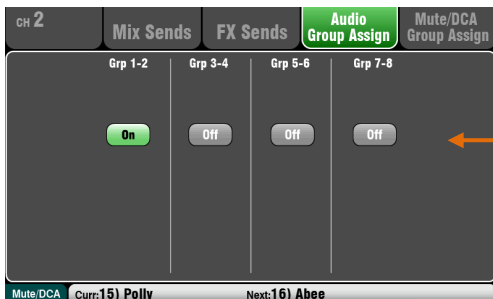 CH 2
Mix Sends
FX Sends
Audio
Group Assign
Mute/DCA
Group Assign
Grp 1-2
Grp 3-4
Grp 5-6
Grp 7-8
On
Off
Off
Off
Mute/DCA
Curr:15) Polly
Next:16) Abee